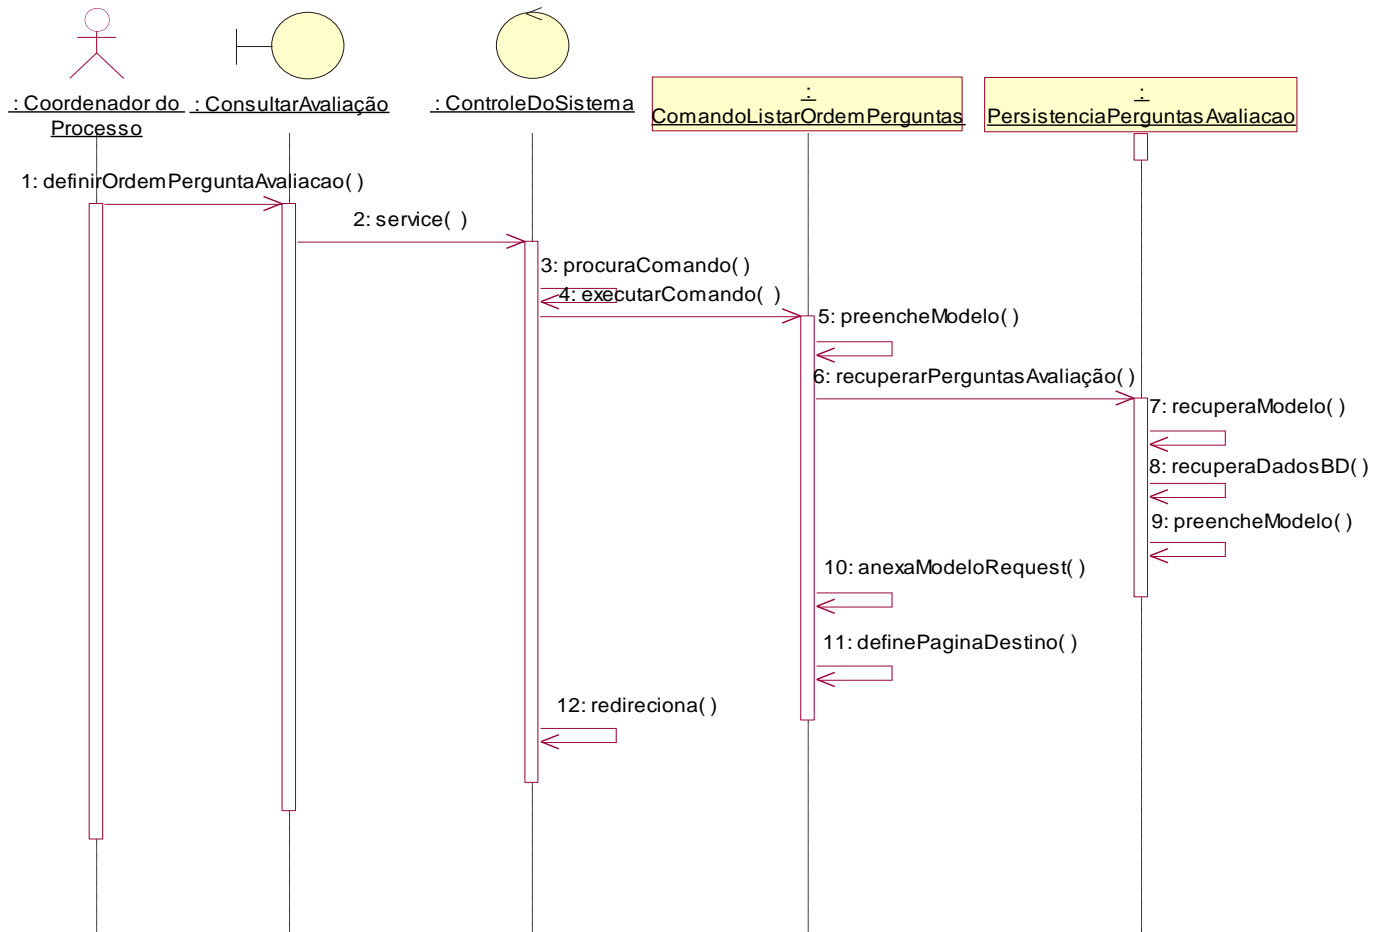 : Coordenador do
Processo
: ConsultarAvaliação
: ControleDoSistema
:
ComandoListarOrdemPerguntas
:
PersistenciaPerguntasAvaliacao
1: definirOrdemPerguntaAvaliacao( )
2: service( )
3: procuraComando( )
4: executarComando( )
5: preencheModelo( )
6: recuperarPerguntasAvaliação( )
7: recuperaModelo( )
8: recuperaDadosBD( )
9: preencheModelo( )
10: anexaModeloRequest( )
11: definePaginaDestino( )
12: redireciona( )